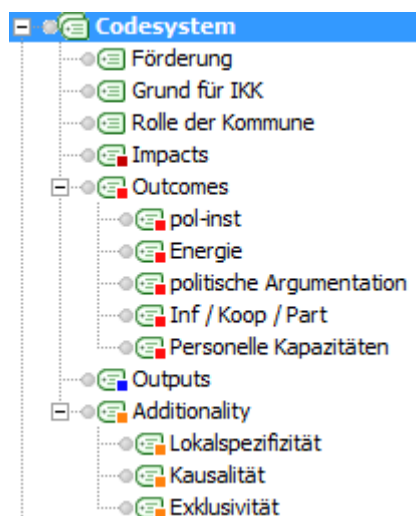 Codesystem
Förderung
Grund für IKK
Rolle der Kommune
Impacts
Outcomes
pol-inst
Energie
politische Argumentation
Inf / Koop / Part
Personelle Kapazitäten
Outputs
Additionality
Lokalspezifizität
Kausalität
Exklusivität